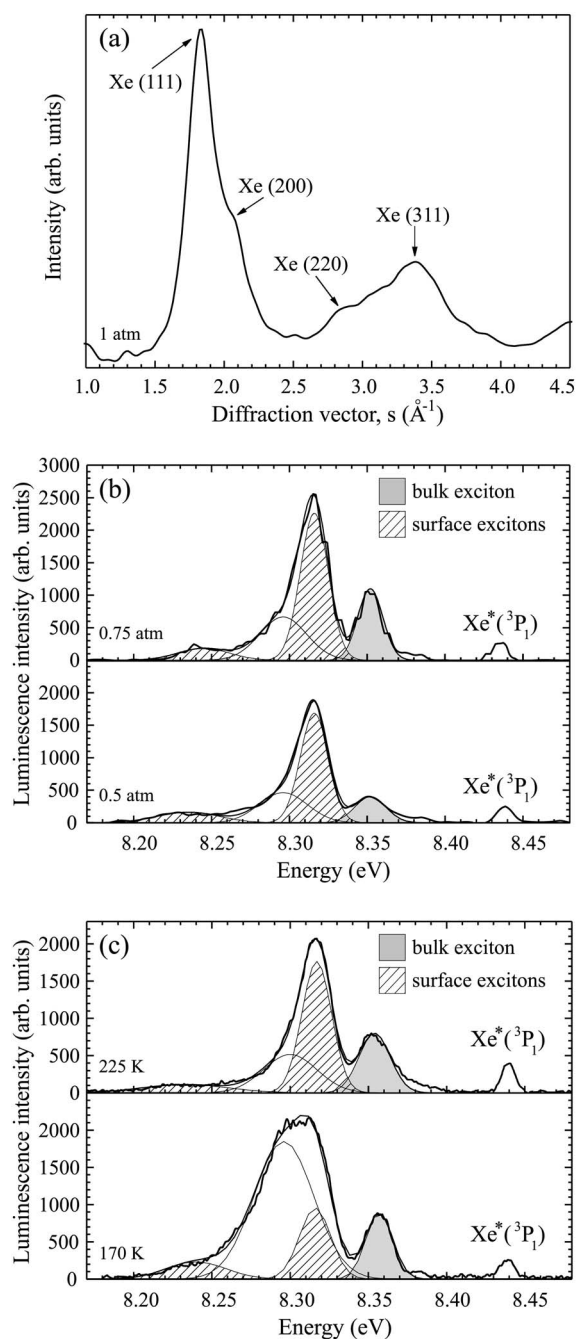 (a)
Xe (111)
Xe (200)
Xe (220)
Xe (311)
1 atm
Intensity (arb. units)
1.0 1.5 2.0 2.5 3.0 3.5 4.0 4.5
Diffraction vector, s (Å⁻¹)
(b)
bulk exciton
surface excitons
3000
2500
2000
1500
1000
500
0
0.75 atm
Xe*(³P₁)
2000
1500
1000
500
0
0.5 atm
Xe*(³P₁)
Luminescence intensity (arb. units)
8.20 8.25 8.30 8.35 8.40 8.45
Energy (eV)
(c)
bulk exciton
surface excitons
2000
1500
1000
500
0
225 K
Xe*(³P₁)
2000
1500
1000
500
0
170 K
Xe*(³P₁)
Luminescence intensity (arb. units)
8.20 8.25 8.30 8.35 8.40 8.45
Energy (eV)